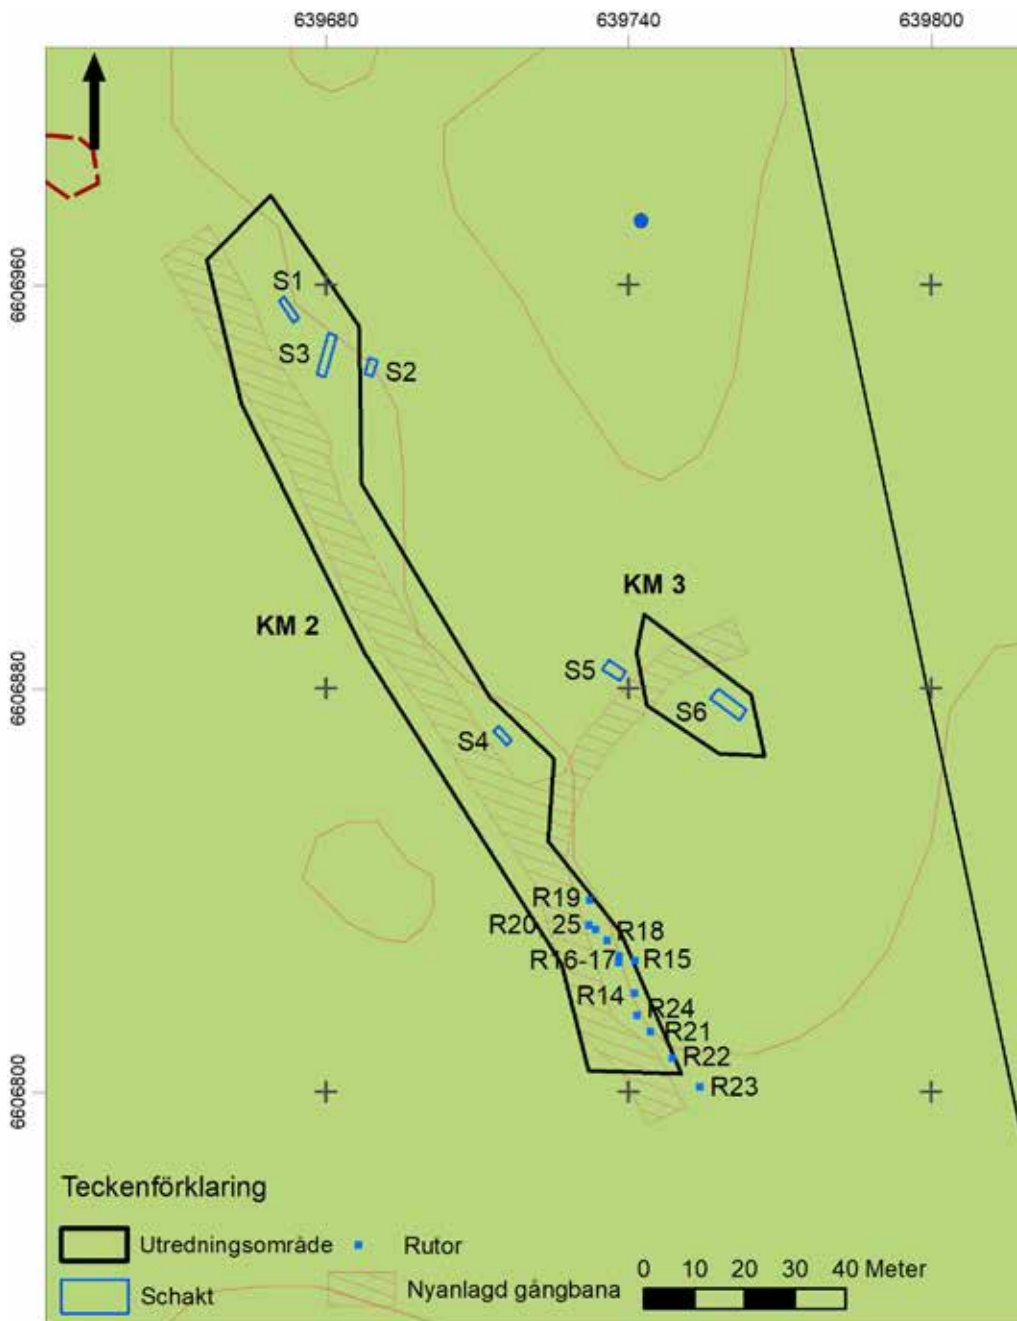 639680
639740
639800
6606960
S1
S3
S2
KM 3
KM 2
S5
6606880
S6
S4
R19
R20 25
R18
R16-17
R15
R14
R24
R21
R22
6606800
R23
Teckenförklaring
Utredningsområde
Rutor
0 10 20 30 40 Meter
Schakt
Nyanlagd gångbana